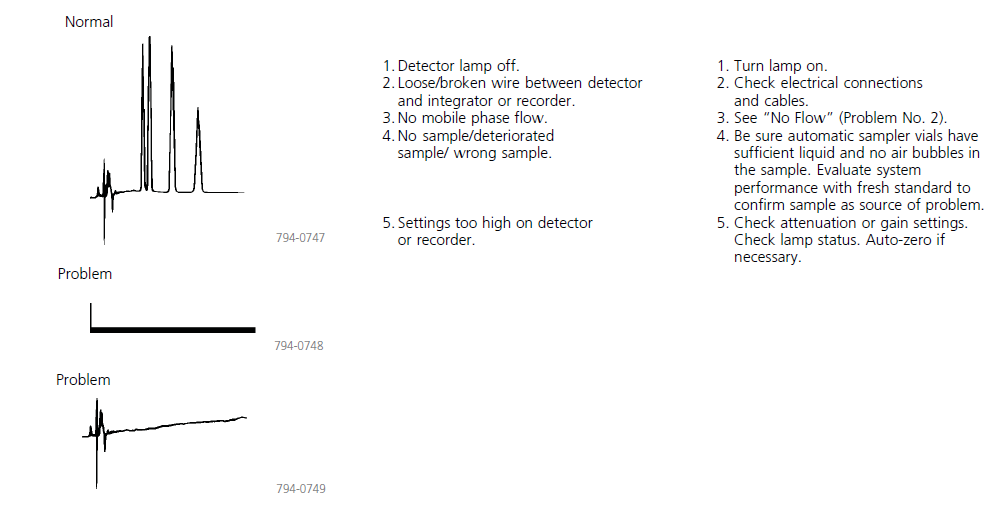 Normal
794-0747
Problem
794-0748
Problem
794-0749
1. Detector lamp off.
2. Loose/broken wire between detector
and integrator or recorder.
3. No mobile phase flow.
4. No sample/deteriorated
sample/ wrong sample.
5. Settings too high on detector
or recorder.
1. Turn lamp on.
2. Check electrical connections
and cables.
3. See “No Flow” (Problem No. 2).
4. Be sure automatic sampler vials have
sufficient liquid and no air bubbles in
the sample. Evaluate system
performance with fresh standard to
confirm sample as source of problem.
5. Check attenuation or gain settings.
Check lamp status. Auto-zero if
necessary.